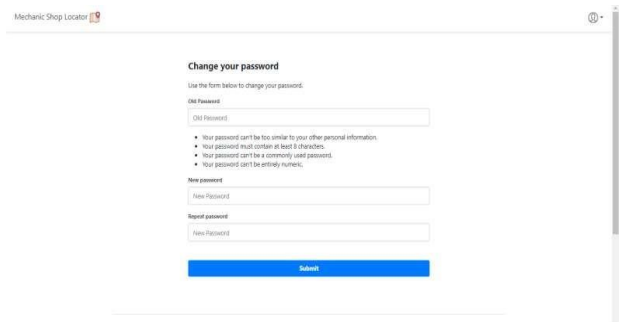 Mechanic Shop Locator
Change your password
Use the form below to change your password.
Old Password
Old Password
• Your password can't be too similar to your other personal information.
• Your password must contain at least 8 characters.
• Your password can't be a commonly used password.
• Your password can't be entirely numeric.
New password
New Password
Repeat password
New Password
Submit